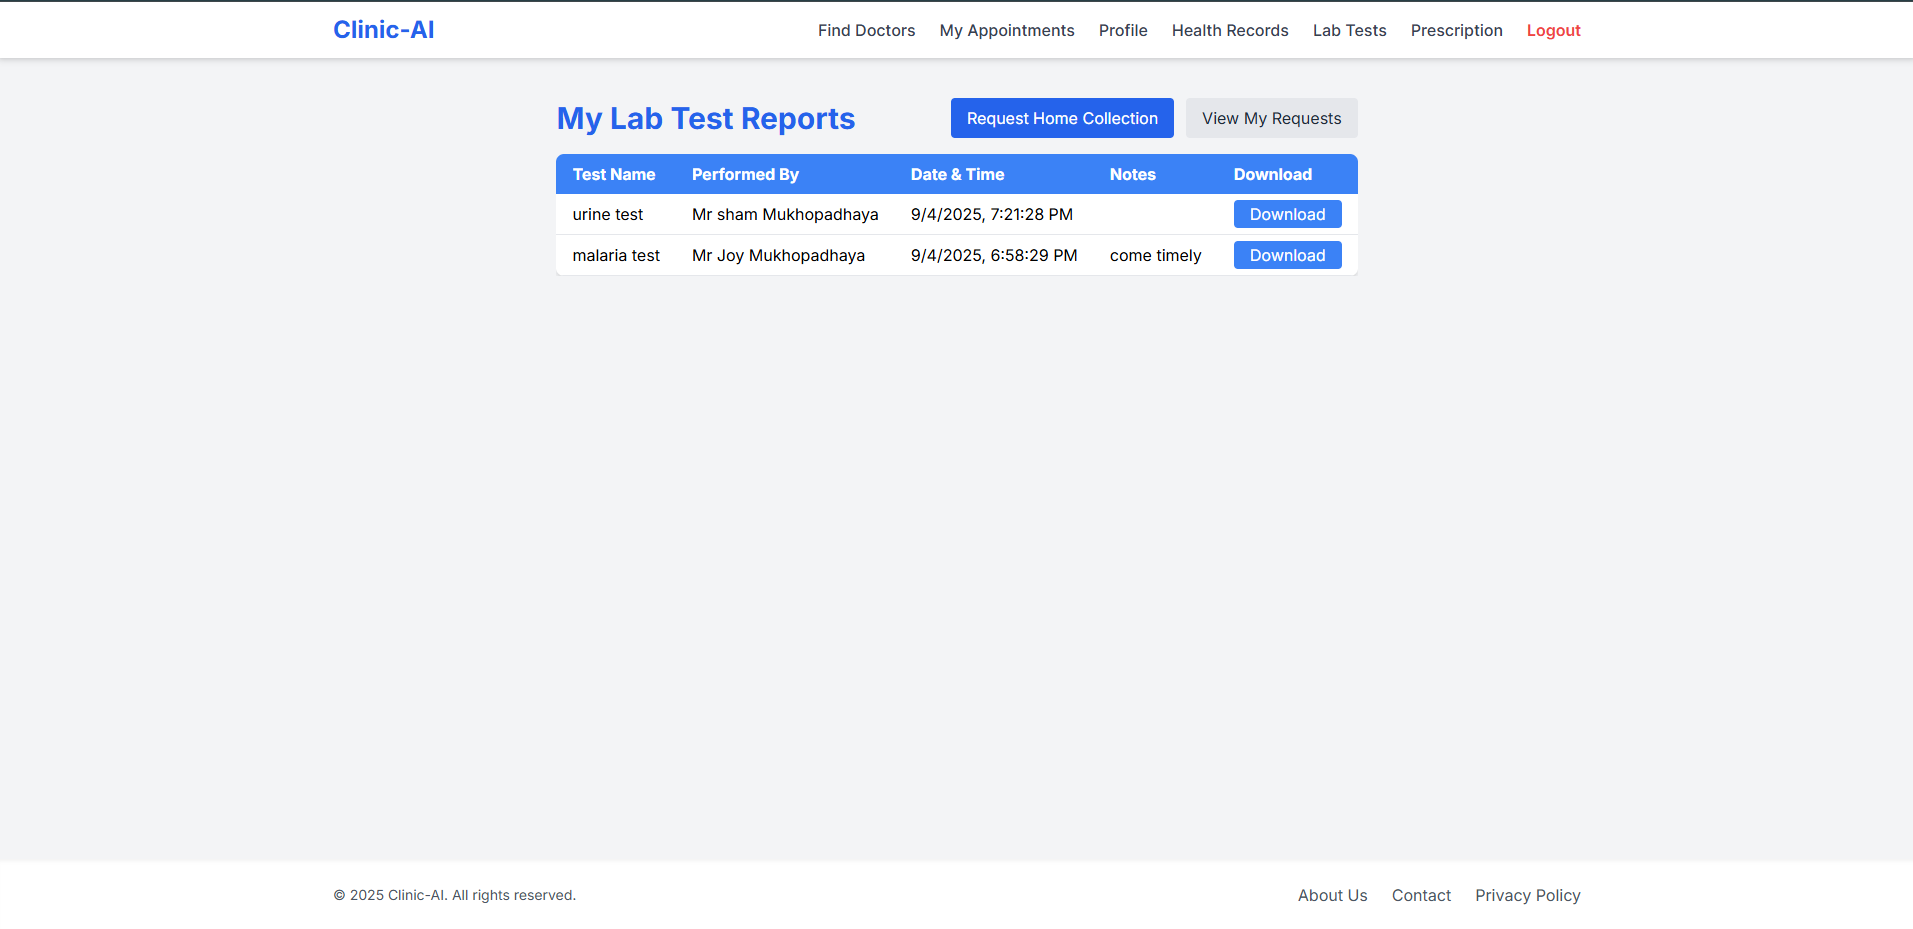 Clinic-AI Find Doctors My Appointments Profile Health Records Lab Tests Prescription Logout
My Lab Test Reports Request Home Collection View My Requests
Test Name Performed By Date & Time Notes Download
urine test Mr sham Mukhopadhaya 9/4/2025, 7:21:28 PM Download
malaria test Mr Joy Mukhopadhaya 9/4/2025, 6:58:29 PM come timely Download
© 2025 Clinic-AI. All rights reserved. About Us Contact Privacy Policy